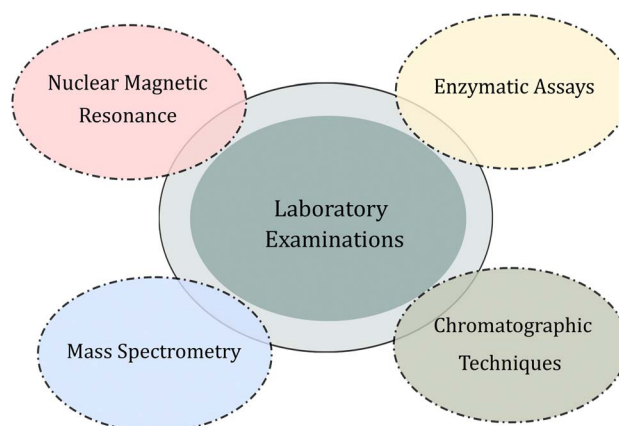 Nuclear Magnetic
Resonance
Enzymatic Assays
Laboratory
Examinations
Mass Spectrometry
Chromatographic
Techniques